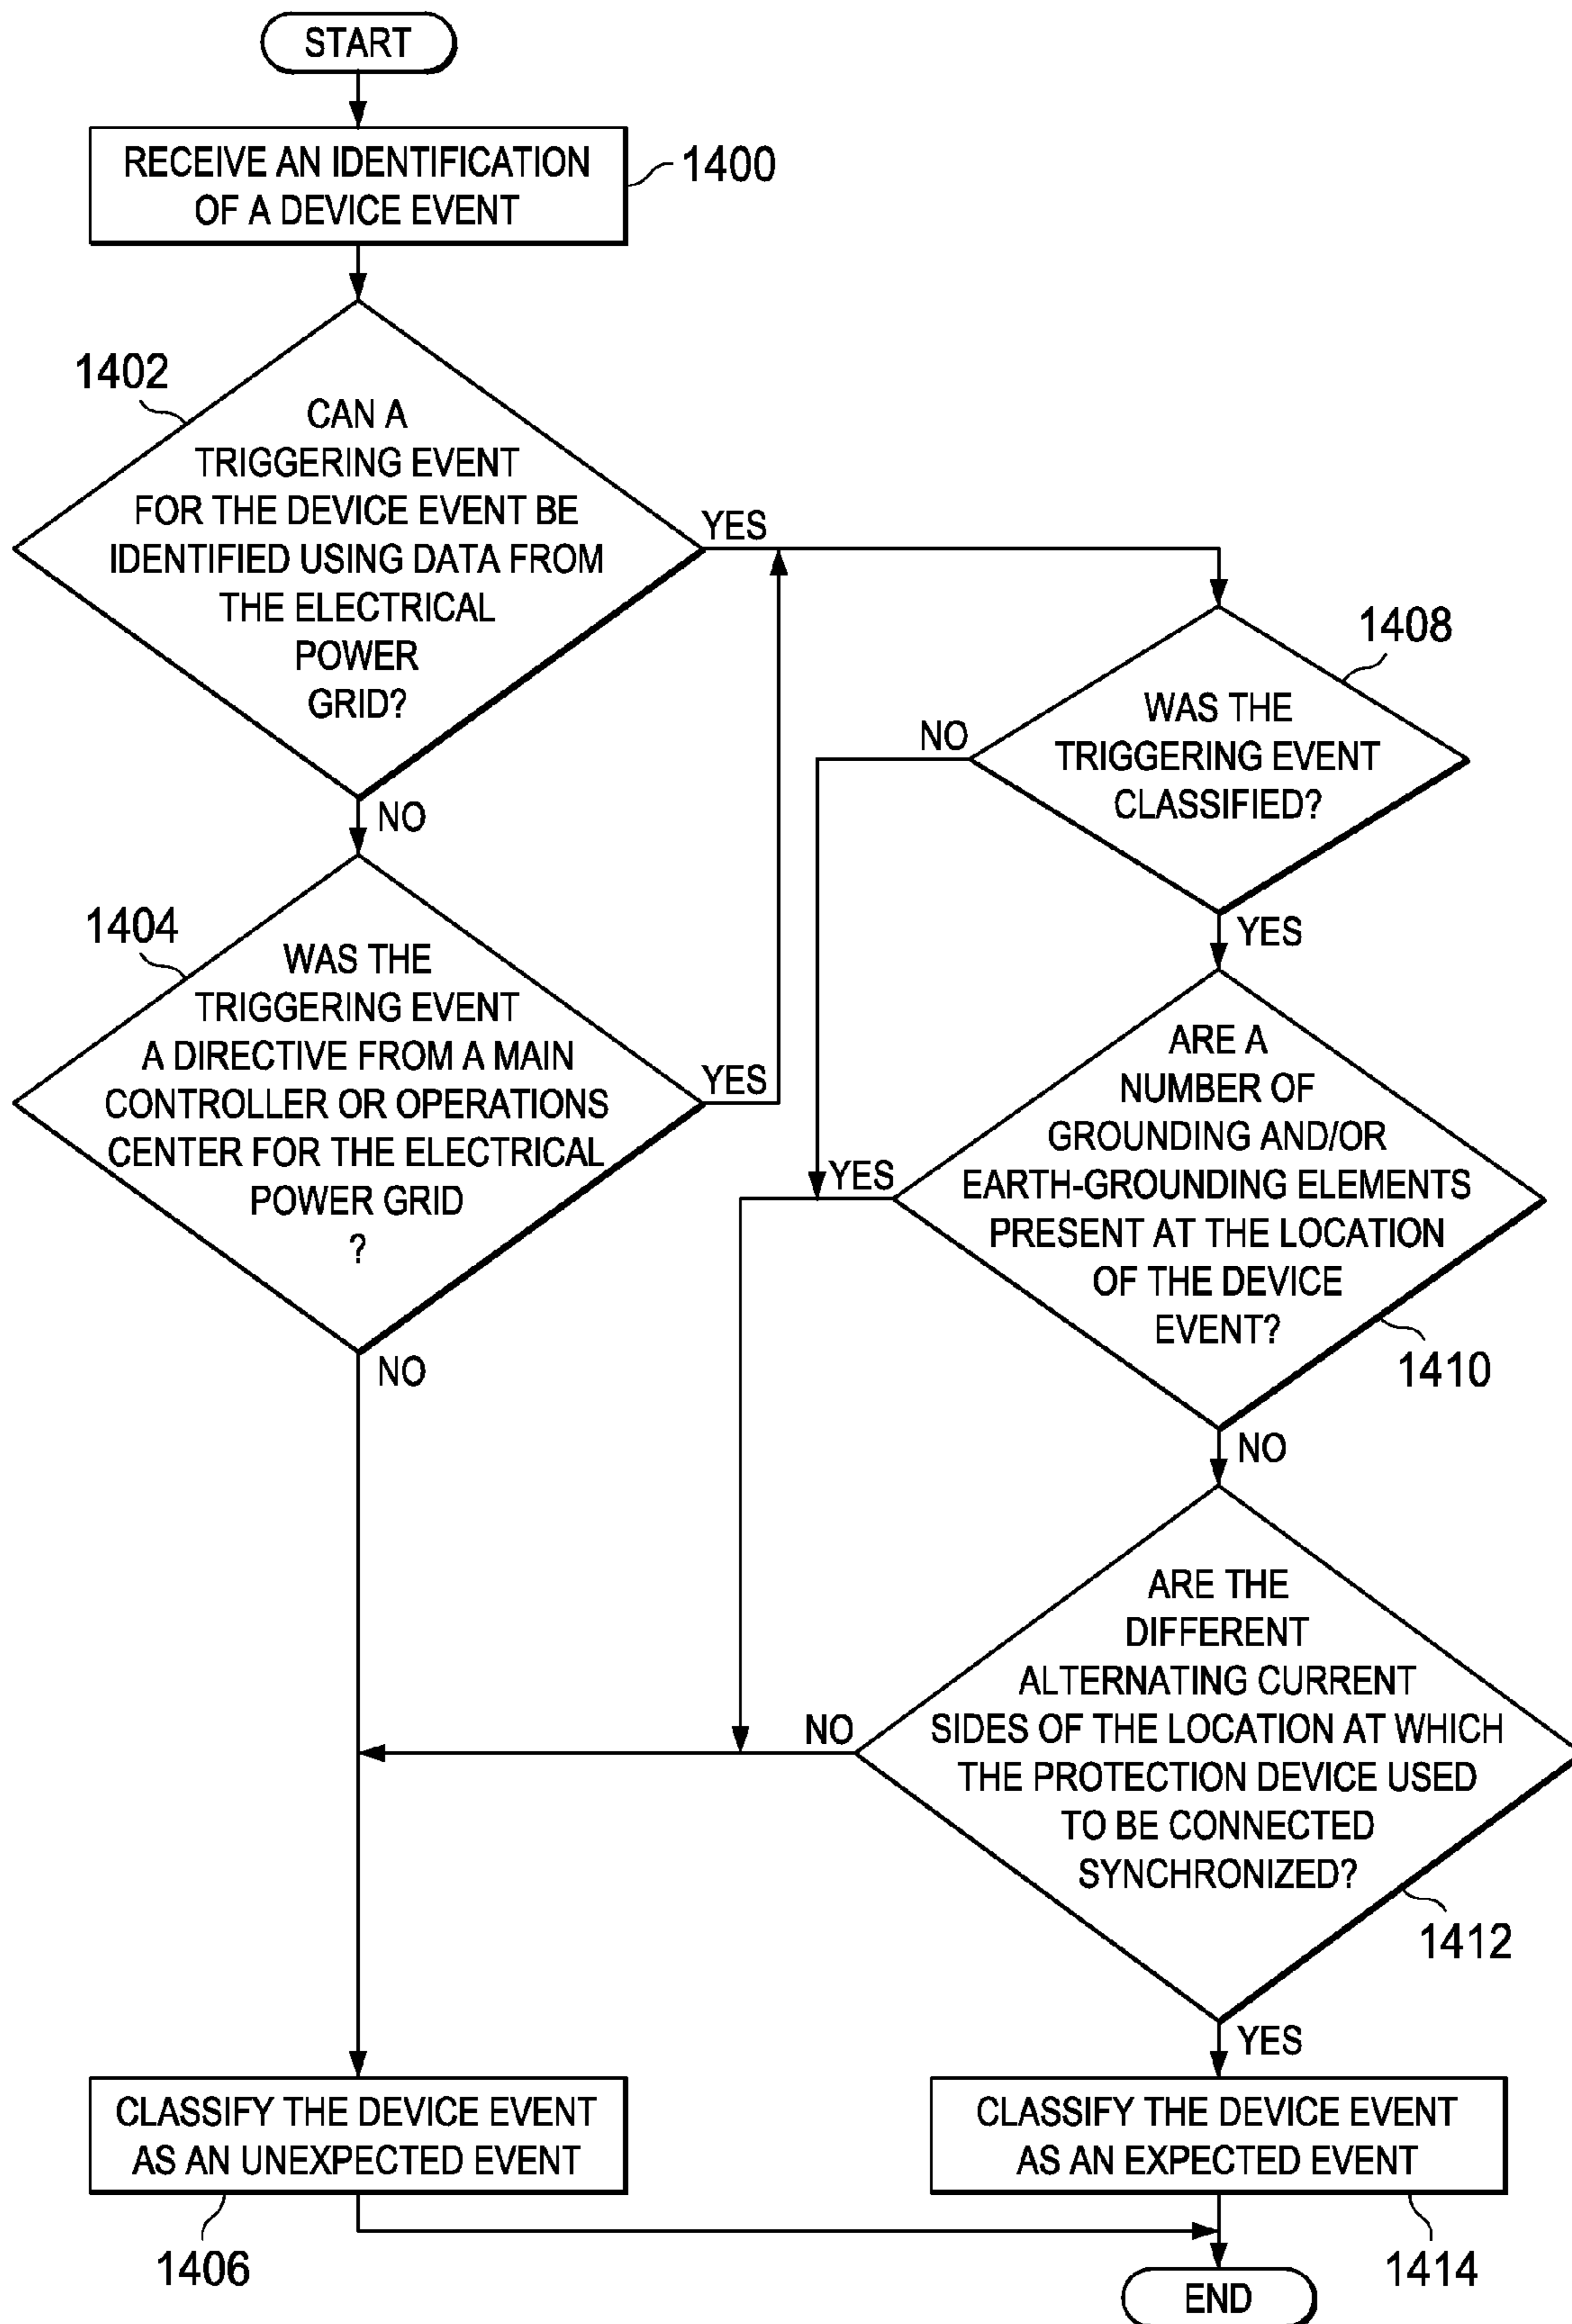 START
RECEIVE AN IDENTIFICATION
OF A DEVICE EVENT
1400
1402
CAN A
TRIGGERING EVENT
FOR THE DEVICE EVENT BE
IDENTIFIED USING DATA FROM
THE ELECTRICAL
POWER
GRID?
YES
NO
1404
WAS THE
TRIGGERING EVENT
A DIRECTIVE FROM A MAIN
CONTROLLER OR OPERATIONS
CENTER FOR THE ELECTRICAL
POWER GRID
?
YES
NO
1408
WAS THE
TRIGGERING EVENT
CLASSIFIED?
NO
YES
ARE A
NUMBER OF
GROUNDING AND/OR
EARTH-GROUNDING ELEMENTS
PRESENT AT THE LOCATION
OF THE DEVICE
EVENT?
YES
1410
NO
ARE THE
DIFFERENT
ALTERNATING CURRENT
SIDES OF THE LOCATION AT WHICH
THE PROTECTION DEVICE USED
TO BE CONNECTED
SYNCHRONIZED?
NO
1412
YES
CLASSIFY THE DEVICE EVENT
AS AN UNEXPECTED EVENT
1406
CLASSIFY THE DEVICE EVENT
AS AN EXPECTED EVENT
1414
END